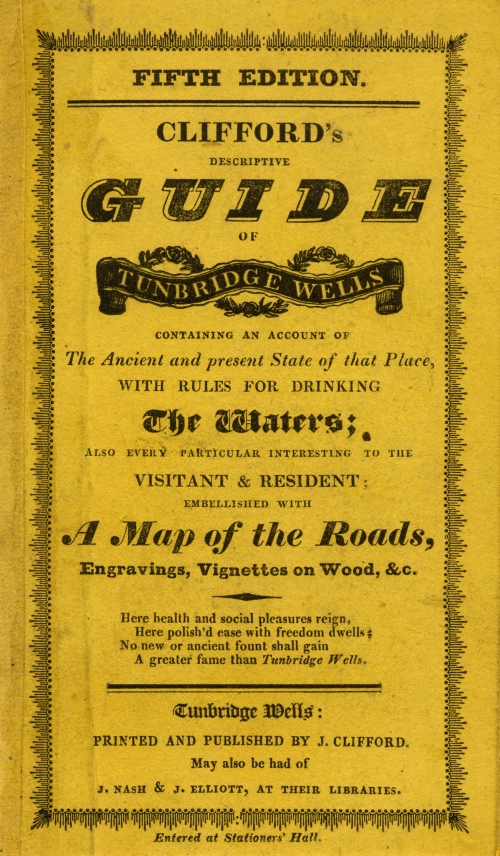 FIFTH EDITION.
CLIFFORD's
DESCRIPTIVE
GUIDE
OF
TUNBRIDGE WELLS
CONTAINING AN ACCOUNT OF
The Ancient and present State of that Place,
WITH RULES FOR DRINKING
The Waters;
ALSO EVERY PARTICULAR INTERESTING TO THE
VISITANT & RESIDENT:
EMBELLISHED WITH
A Map of the Roads,
Engravings, Vignettes on Wood, &c.
Here health and social pleasures reign,
Here polish'd ease with freedom dwells;
No new or ancient fount shall gain
A greater fame than Tunbridge Wells.
Tunbridge Wells:
PRINTED AND PUBLISHED BY J. CLIFFORD.
May also be had of
J. NASH & J. ELLIOTT, AT THEIR LIBRARIES.
Entered at Stationers' Hall.